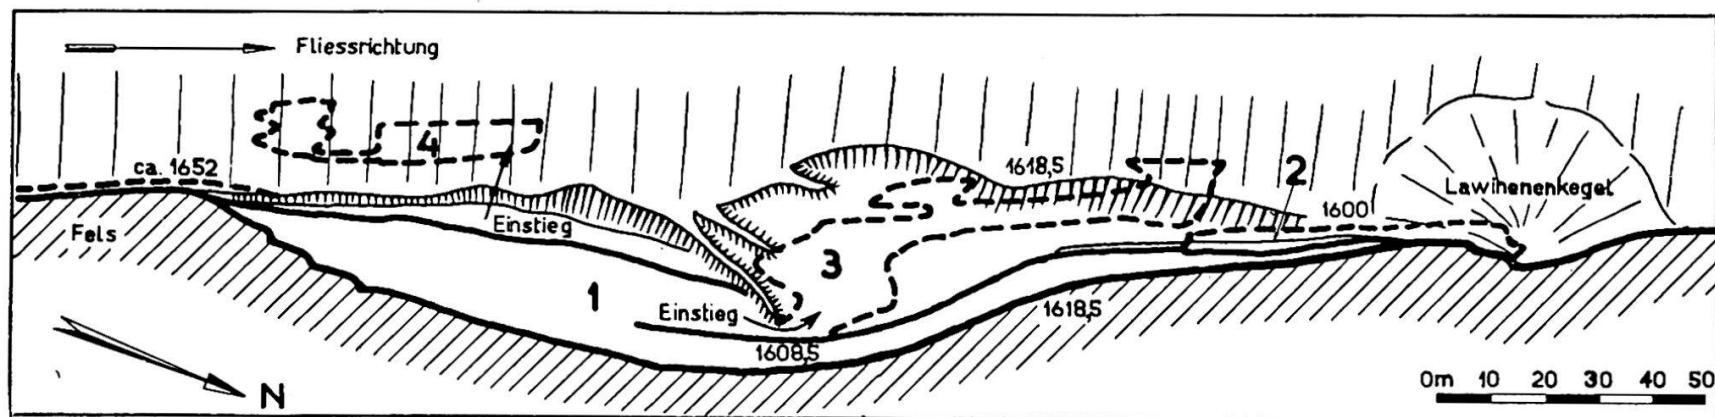 Fliessrichtung
4
ca. 1652
1618,5
2
Lawihenenkegel
Einstieg
1600
Fels
3
1
Einstieg
1618,5
1608,5
N
0m 10 20 30 40 50